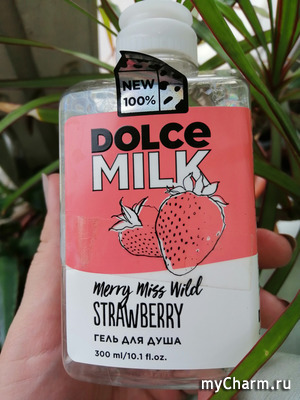 NEW
100%
DOLCE
MILK
Merry Miss Wild
STRAWBERRY
ГЕЛЬ ДЛЯ ДУША
300 ml/10.1 fl.oz.
myCharm.ru